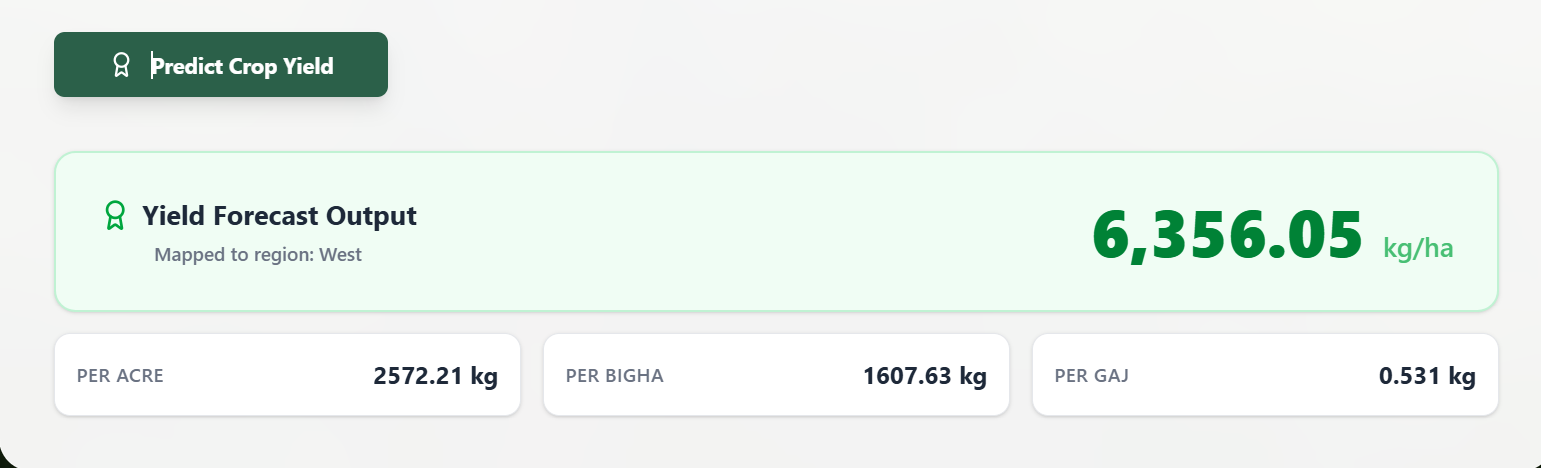 Predict Crop Yield
Yield Forecast Output
Mapped to region: West
6,356.05 kg/ha
PER ACRE 2572.21 kg
PER BIGHA 1607.63 kg
PER GAJ 0.531 kg